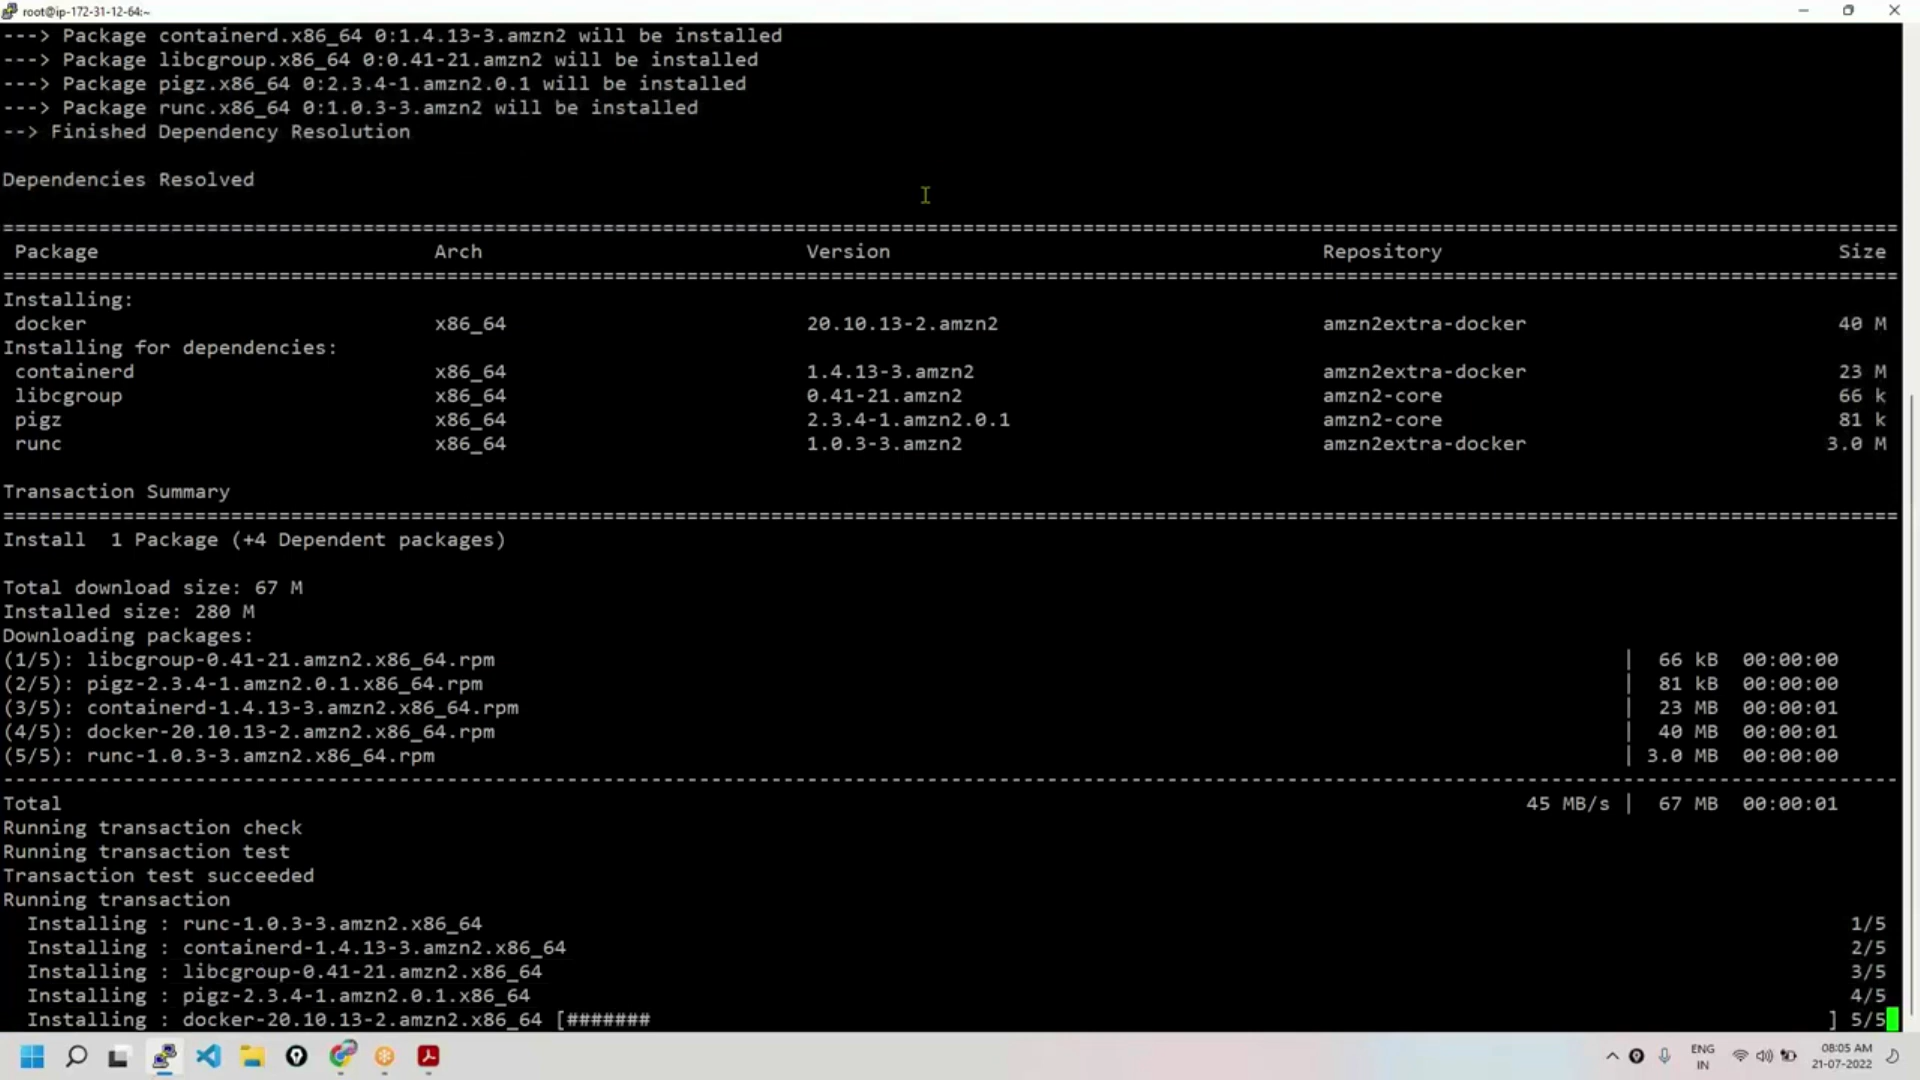 root@ip-172-31-12-64:~
---> Package containerd.x86_64 0:1.4.13-3.amzn2 will be installed
---> Package libcgroup.x86_64 0:0.41-21.amzn2 will be installed
---> Package pigz.x86_64 0:2.3.4-1.amzn2.0.1 will be installed
---> Package runc.x86_64 0:1.0.3-3.amzn2 will be installed
--> Finished Dependency Resolution
Dependencies Resolved
Package Arch Version Repository Size
Installing:
docker x86_64 20.10.13-2.amzn2 amzn2extra-docker 40 M
Installing for dependencies:
containerd x86_64 1.4.13-3.amzn2 amzn2extra-docker 23 M
libcgroup x86_64 0.41-21.amzn2 amzn2-core 66 k
pigz x86_64 2.3.4-1.amzn2.0.1 amzn2-core 81 k
runc x86_64 1.0.3-3.amzn2 amzn2extra-docker 3.0 M
Transaction Summary
Install 1 Package (+4 Dependent packages)
Total download size: 67 M
Installed size: 280 M
Downloading packages:
(1/5): libcgroup-0.41-21.amzn2.x86_64.rpm | 66 kB 00:00:00
(2/5): pigz-2.3.4-1.amzn2.0.1.x86_64.rpm | 81 kB 00:00:00
(3/5): containerd-1.4.13-3.amzn2.x86_64.rpm | 23 MB 00:00:01
(4/5): docker-20.10.13-2.amzn2.x86_64.rpm | 40 MB 00:00:01
(5/5): runc-1.0.3-3.amzn2.x86_64.rpm | 3.0 MB 00:00:00
Total 45 MB/s | 67 MB 00:00:01
Running transaction check
Running transaction test
Transaction test succeeded
Running transaction
Installing : runc-1.0.3-3.amzn2.x86_64 1/5
Installing : containerd-1.4.13-3.amzn2.x86_64 2/5
Installing : libcgroup-0.41-21.amzn2.x86_64 3/5
Installing : pigz-2.3.4-1.amzn2.0.1.x86_64 4/5
Installing : docker-20.10.13-2.amzn2.x86_64 [####### ] 5/5
ENG 08:05 AM
IN 21-07-2022